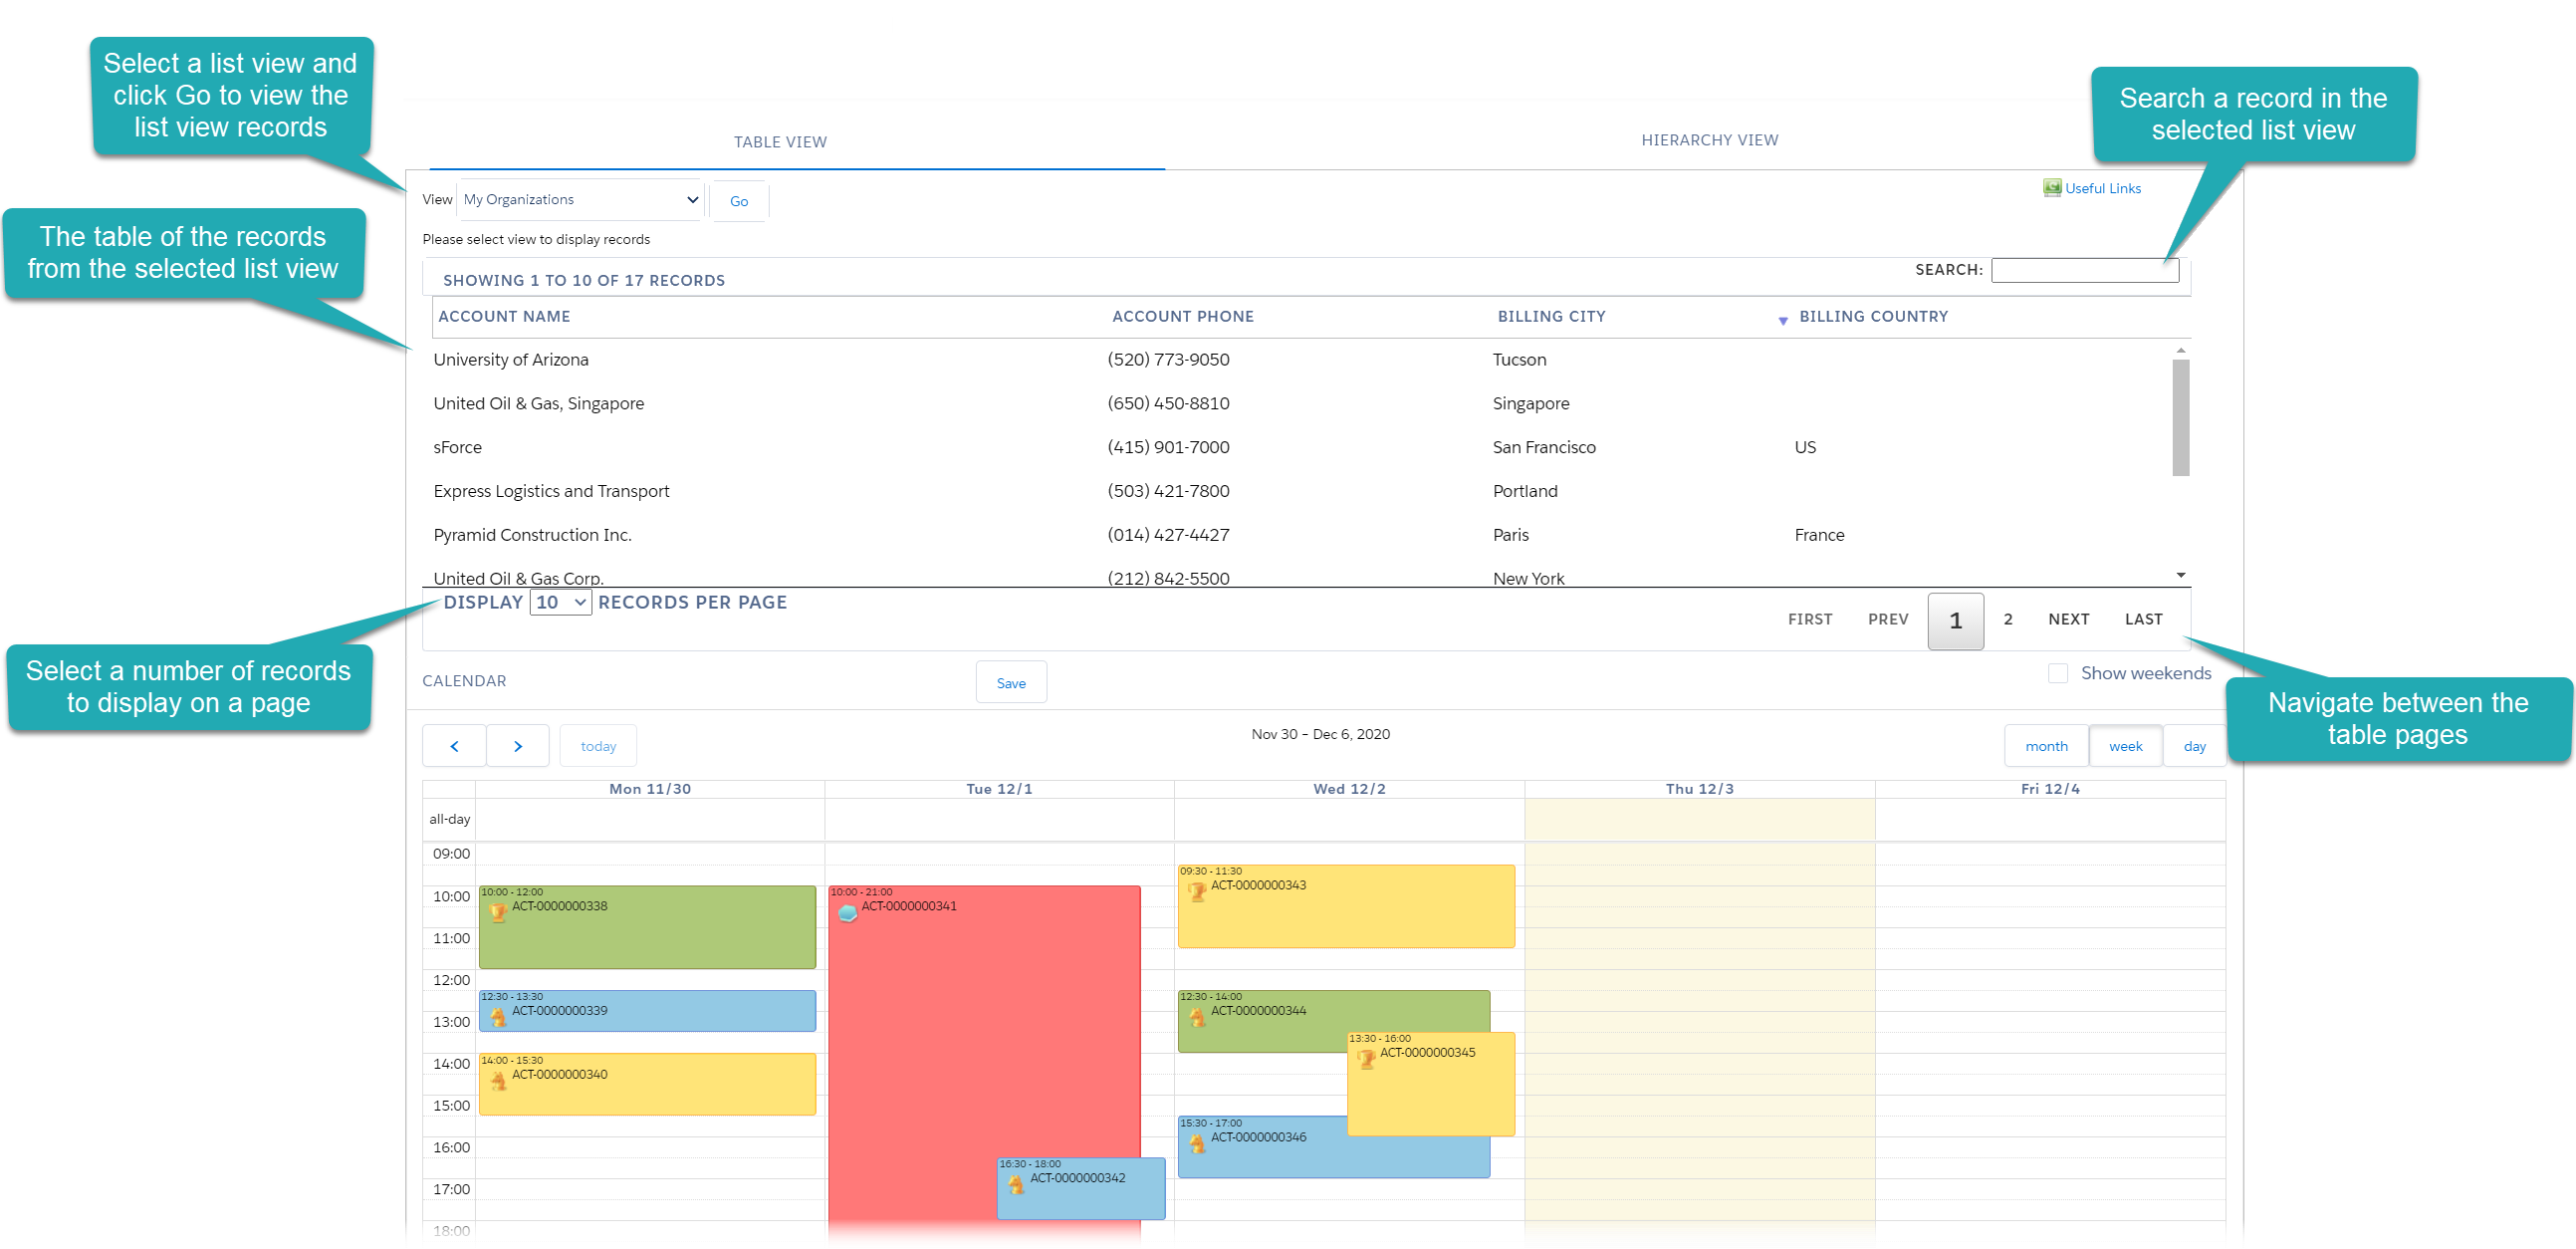 Select a list view and
click Go to view the
list view records
Search a record in the
selected list view
TABLE VIEW
HIERARCHY VIEW
View My Organizations Go
Useful Links
The table of the records
from the selected list view
Please select view to display records
SHOWING 1 TO 10 OF 17 RECORDS
SEARCH:
ACCOUNT NAME ACCOUNT PHONE BILLING CITY BILLING COUNTRY
University of Arizona (520) 773-9050 Tucson
United Oil & Gas, Singapore (650) 450-8810 Singapore
sForce (415) 901-7000 San Francisco US
Express Logistics and Transport (503) 421-7800 Portland
Pyramid Construction Inc. (014) 427-4427 Paris France
United Oil & Gas Corp. (212) 842-5500 New York
DISPLAY 10 RECORDS PER PAGE
FIRST PREV 1 2 NEXT LAST
Select a number of records
to display on a page
Navigate between the
table pages
CALENDAR Save Show weekends
< > today Nov 30 – Dec 6, 2020 month week day
Mon 11/30 Tue 12/1 Wed 12/2 Thu 12/3 Fri 12/4
all-day
09:00
09:30 - 11:30
ACT-0000000343
10:00
10:00 - 12:00
ACT-0000000338
10:00 - 21:00
ACT-0000000341
11:00
12:00
12:30 - 13:30
ACT-0000000339
12:30 - 14:00
ACT-0000000344
13:00
13:30 - 16:00
ACT-0000000345
14:00
14:00 - 15:30
ACT-0000000340
15:00
15:30 - 17:00
ACT-0000000346
16:00
16:30 - 18:00
ACT-0000000342
17:00
18:00